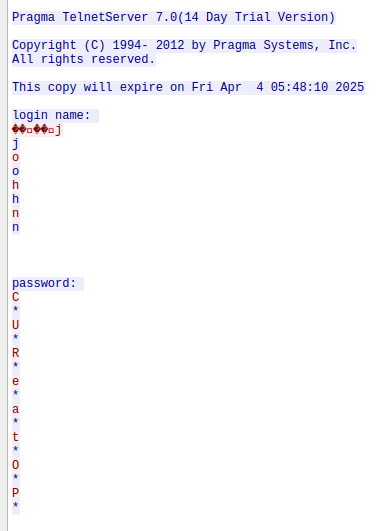 Pragma TelnetServer 7.0(14 Day Trial Version)
Copyright (C) 1994- 2012 by Pragma Systems, Inc.
All rights reserved.
This copy will expire on Fri Apr  4 05:48:10 2025
login name:
��▫��▫j
j
o
o
h
h
n
n
password:
C
*
U
*
R
*
e
*
a
*
t
*
O
*
P
*